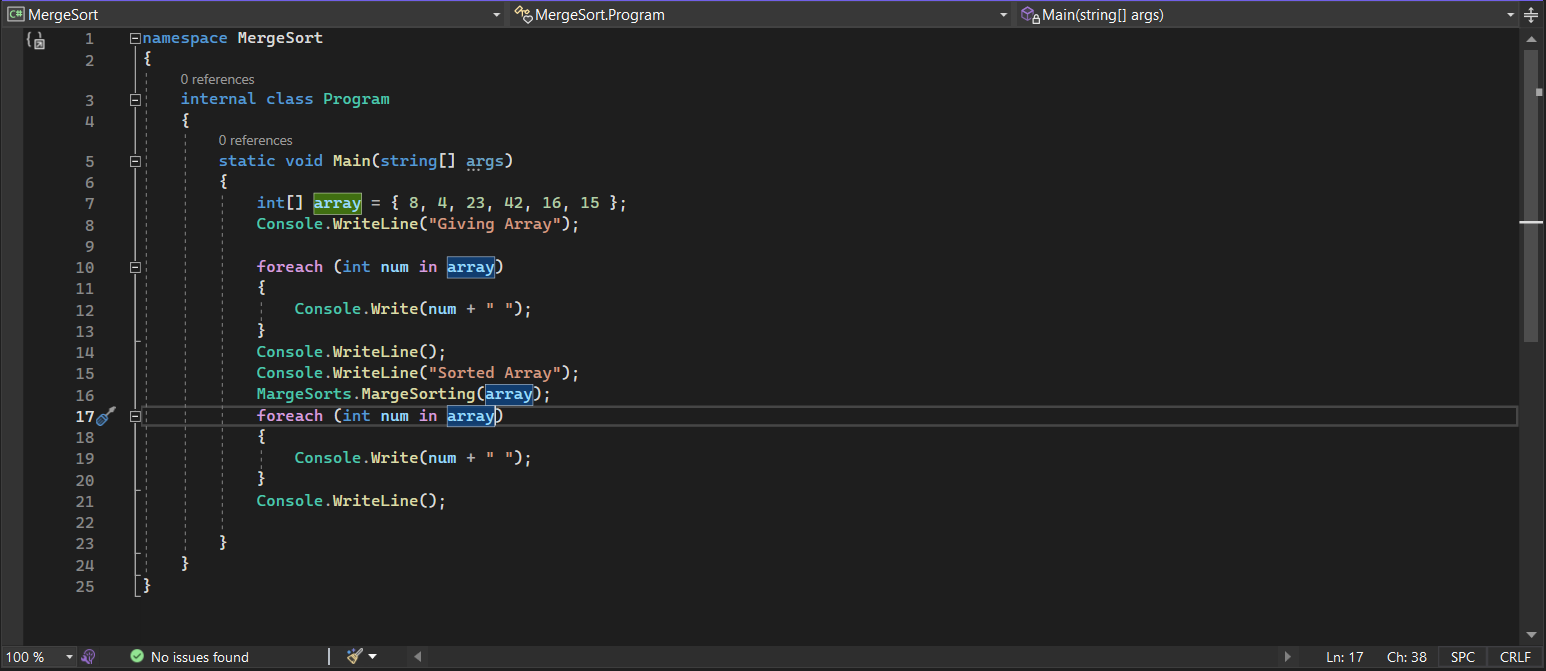 C# MergeSort MergeSort.Program Main(string[] args)
1 namespace MergeSort
2 {
0 references
3 internal class Program
4 {
0 references
5 static void Main(string[] args)
6 {
7 int[] array = { 8, 4, 23, 42, 16, 15 };
8 Console.WriteLine("Giving Array");
9
10 foreach (int num in array)
11 {
12 Console.Write(num + " ");
13 }
14 Console.WriteLine();
15 Console.WriteLine("Sorted Array");
16 MargeSorts.MargeSorting(array);
17 foreach (int num in array)
18 {
19 Console.Write(num + " ");
20 }
21 Console.WriteLine();
22
23 }
24 }
25 }
100 % No issues found Ln: 17 Ch: 38 SPC CRLF